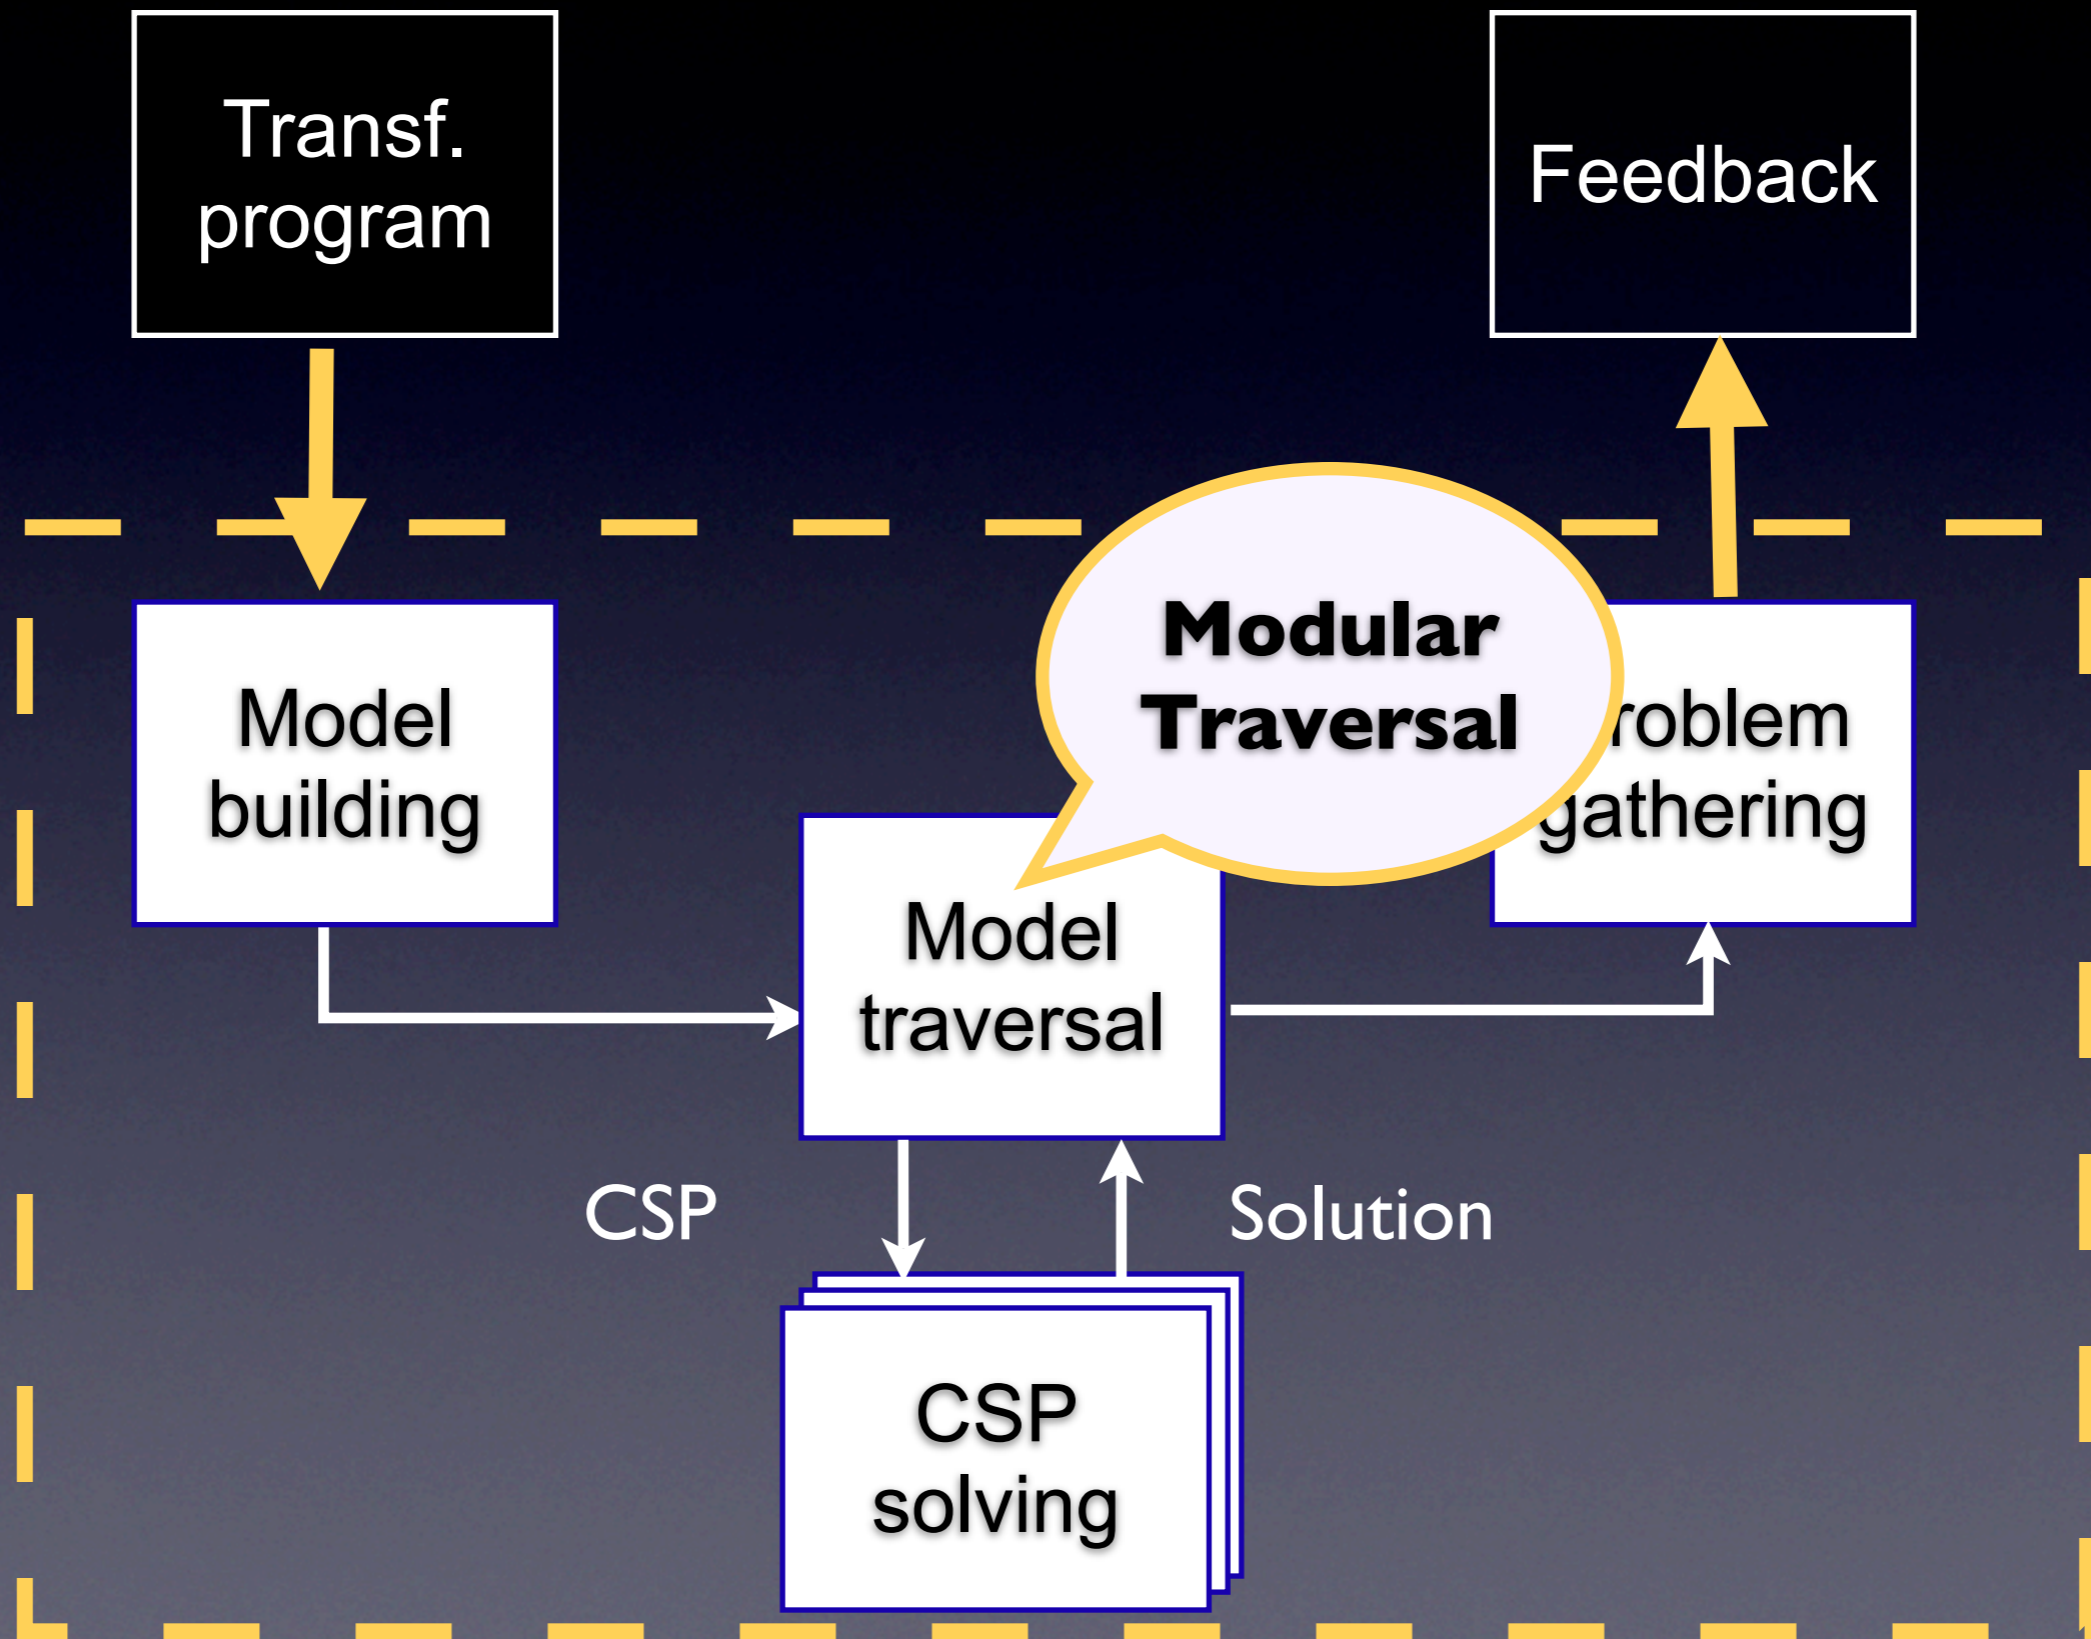 Transf.
program
Feedback
Modular
Traversal
Model
building
roblem
gathering
Model
traversal
CSP
Solution
CSP
solving